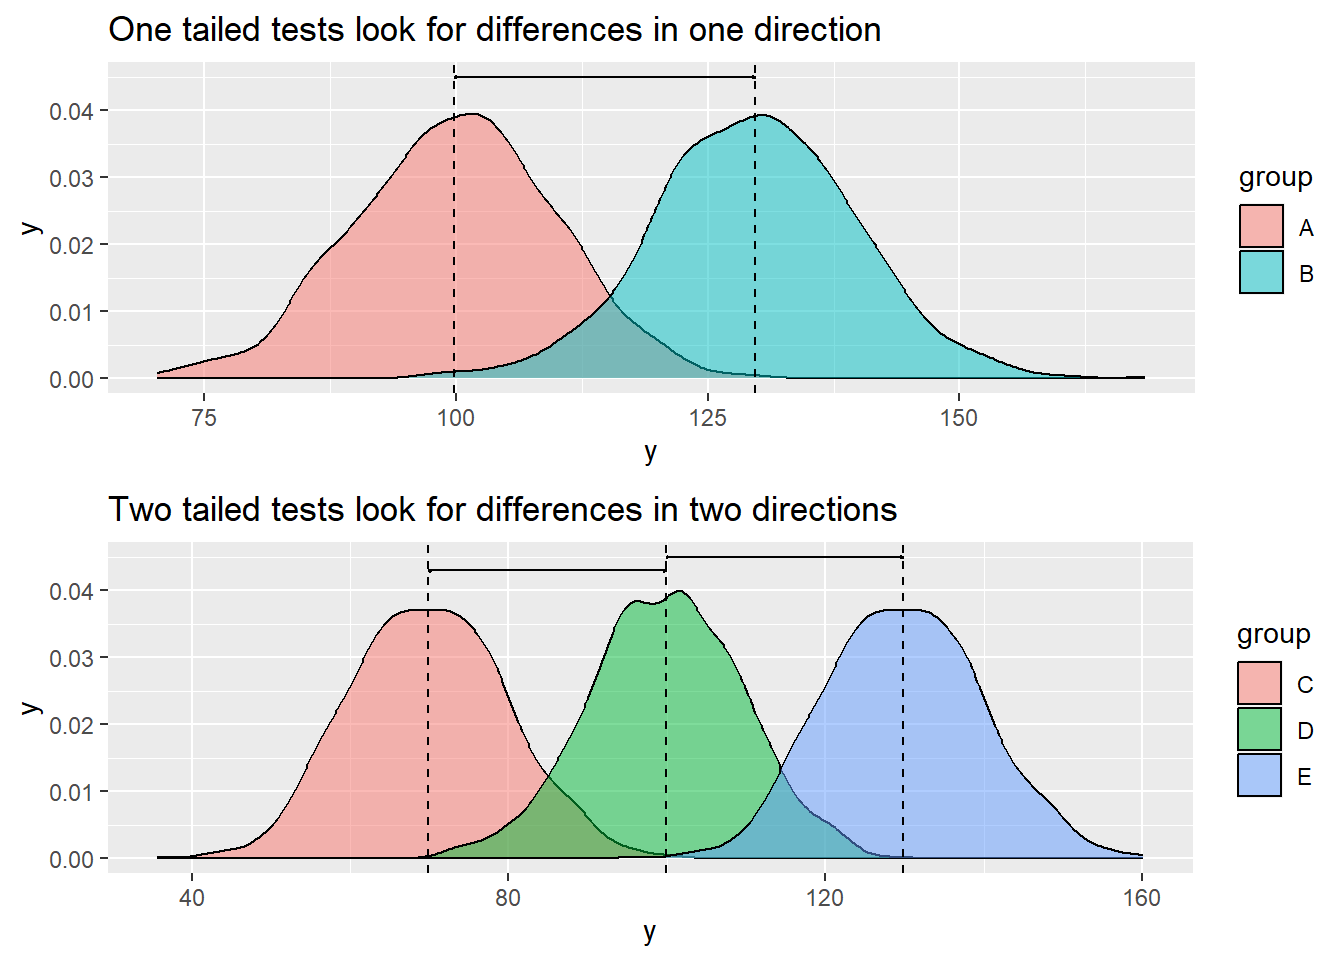 One tailed tests look for differences in one direction
0.04
0.03
0.02
0.01
0.00
y
75 100 125 150
y
group
A
B
Two tailed tests look for differences in two directions
0.04
0.03
0.02
0.01
0.00
y
40 80 120 160
y
group
C
D
E